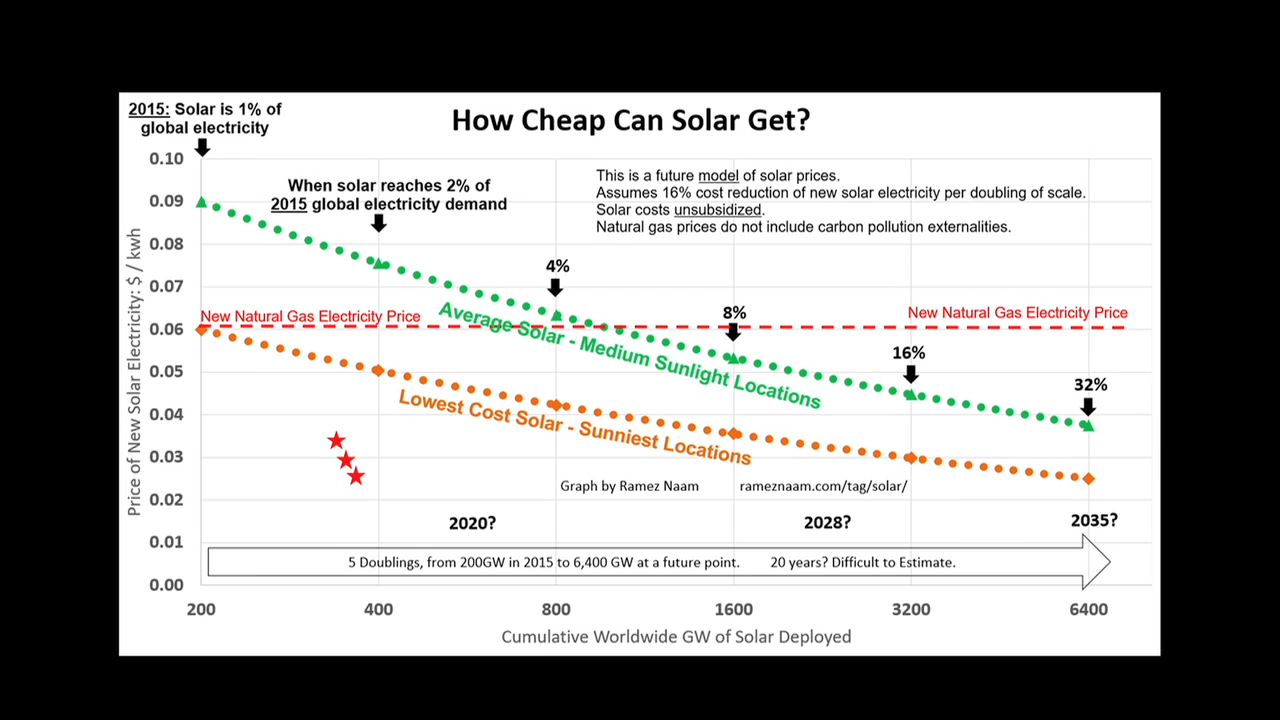 How Cheap Can Solar Get?
2015: Solar is 1% of
global electricity
When solar reaches 2% of
2015 global electricity demand
This is a future model of solar prices.
Assumes 16% cost reduction of new solar electricity per doubling of scale.
Solar costs unsubsidized.
Natural gas prices do not include carbon pollution externalities.
4%
8%
16%
32%
New Natural Gas Electricity Price
New Natural Gas Electricity Price
Average Solar - Medium Sunlight Locations
Lowest Cost Solar - Sunniest Locations
Graph by Ramez Naam
rameznaam.com/tag/solar/
2020?
2028?
2035?
5 Doublings, from 200GW in 2015 to 6,400 GW at a future point.
20 years? Difficult to Estimate.
Price of New Solar Electricity: $ / kwh
0.10
0.09
0.08
0.07
0.06
0.05
0.04
0.03
0.02
0.01
0.00
200
400
800
1600
3200
6400
Cumulative Worldwide GW of Solar Deployed